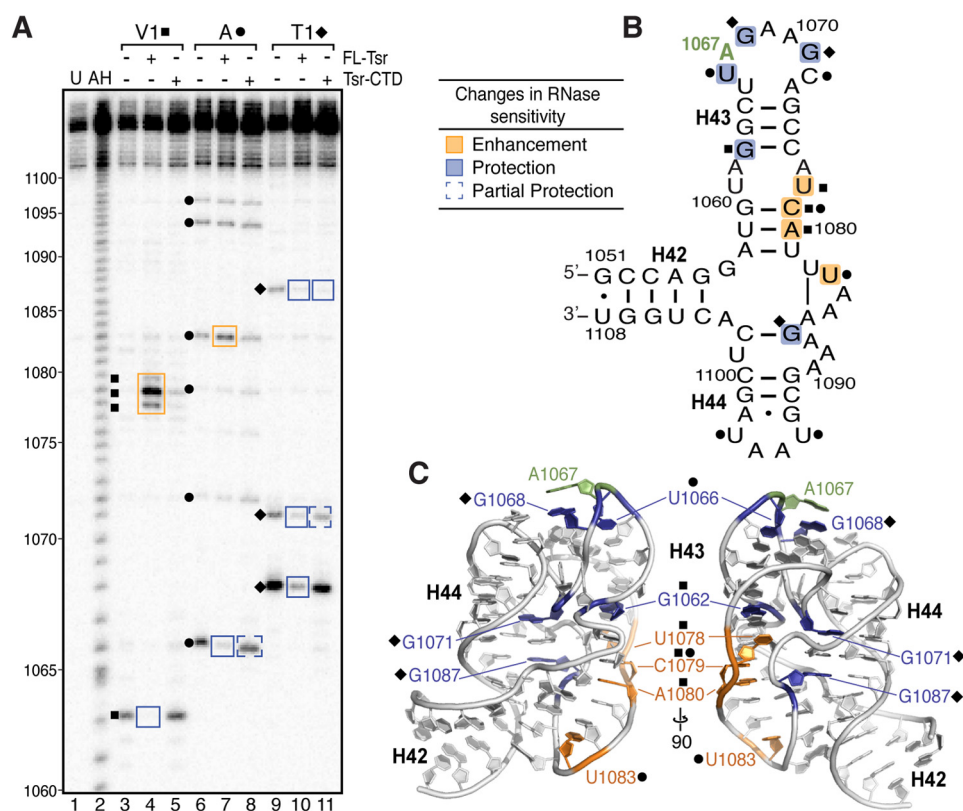 A
V1■ A● T1◆
- + - - + - - + - FL-Tsr
U AH - - + - - + - - + Tsr-CTD
1100
1095
1085
1080
1075
1070
1065
1060
1 2 3 4 5 6 7 8 9 10 11
Changes in RNase
sensitivity
Enhancement
Protection
Partial Protection
B
◆ G A A 1070
1067 A G ◆
● U C ●
U A
C G
H43 G C
■ G C
A A
U U ■
1060 G C ■●
U A ■ 1080
A U
1051 H42 G U U ●
5′– G C C A G A
3′– U G G U C A C G ◆ A A A
1108 U A A
1100 C G A 1090
H44 G C
A G
● U U ●
A A
C
A1067 ● A1067
◆G1068 U1066 G1068◆
H43
H44 H44
■
G1062
◆G1071 ■ U1078 G1071◆
■● C1079
◆G1087 ■ A1080 G1087◆
90
H42 U1083● ● U1083 H42